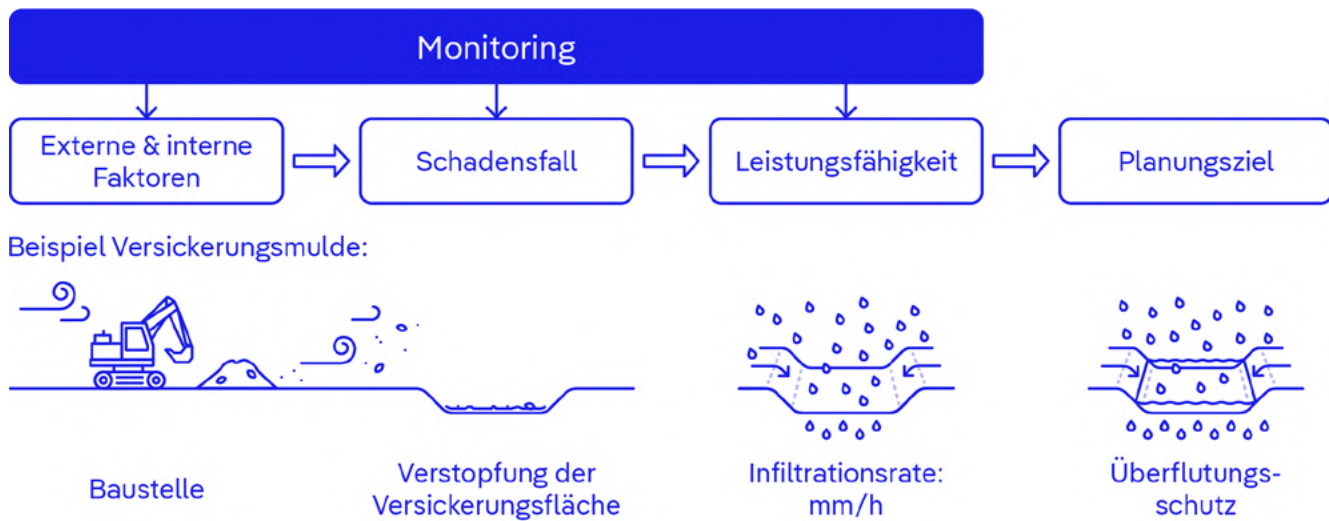 Monitoring
Externe & interne
Faktoren
Schadensfall
Leistungsfähigkeit
Planungsziel
Beispiel Versickerungsmulde:
Baustelle
Verstopfung der
Versickerungsfläche
Infiltrationsrate:
mm/h
Überflutungs-
schutz